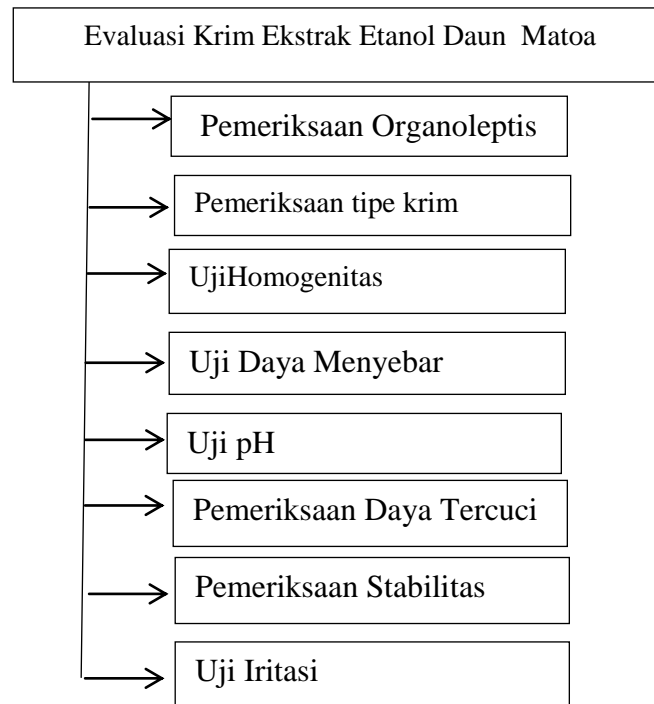 Evaluasi Krim Ekstrak Etanol Daun Matoa
Pemeriksaan Organoleptis
Pemeriksaan tipe krim
UjiHomogenitas
Uji Daya Menyebar
Uji pH
Pemeriksaan Daya Tercuci
Pemeriksaan Stabilitas
Uji Iritasi